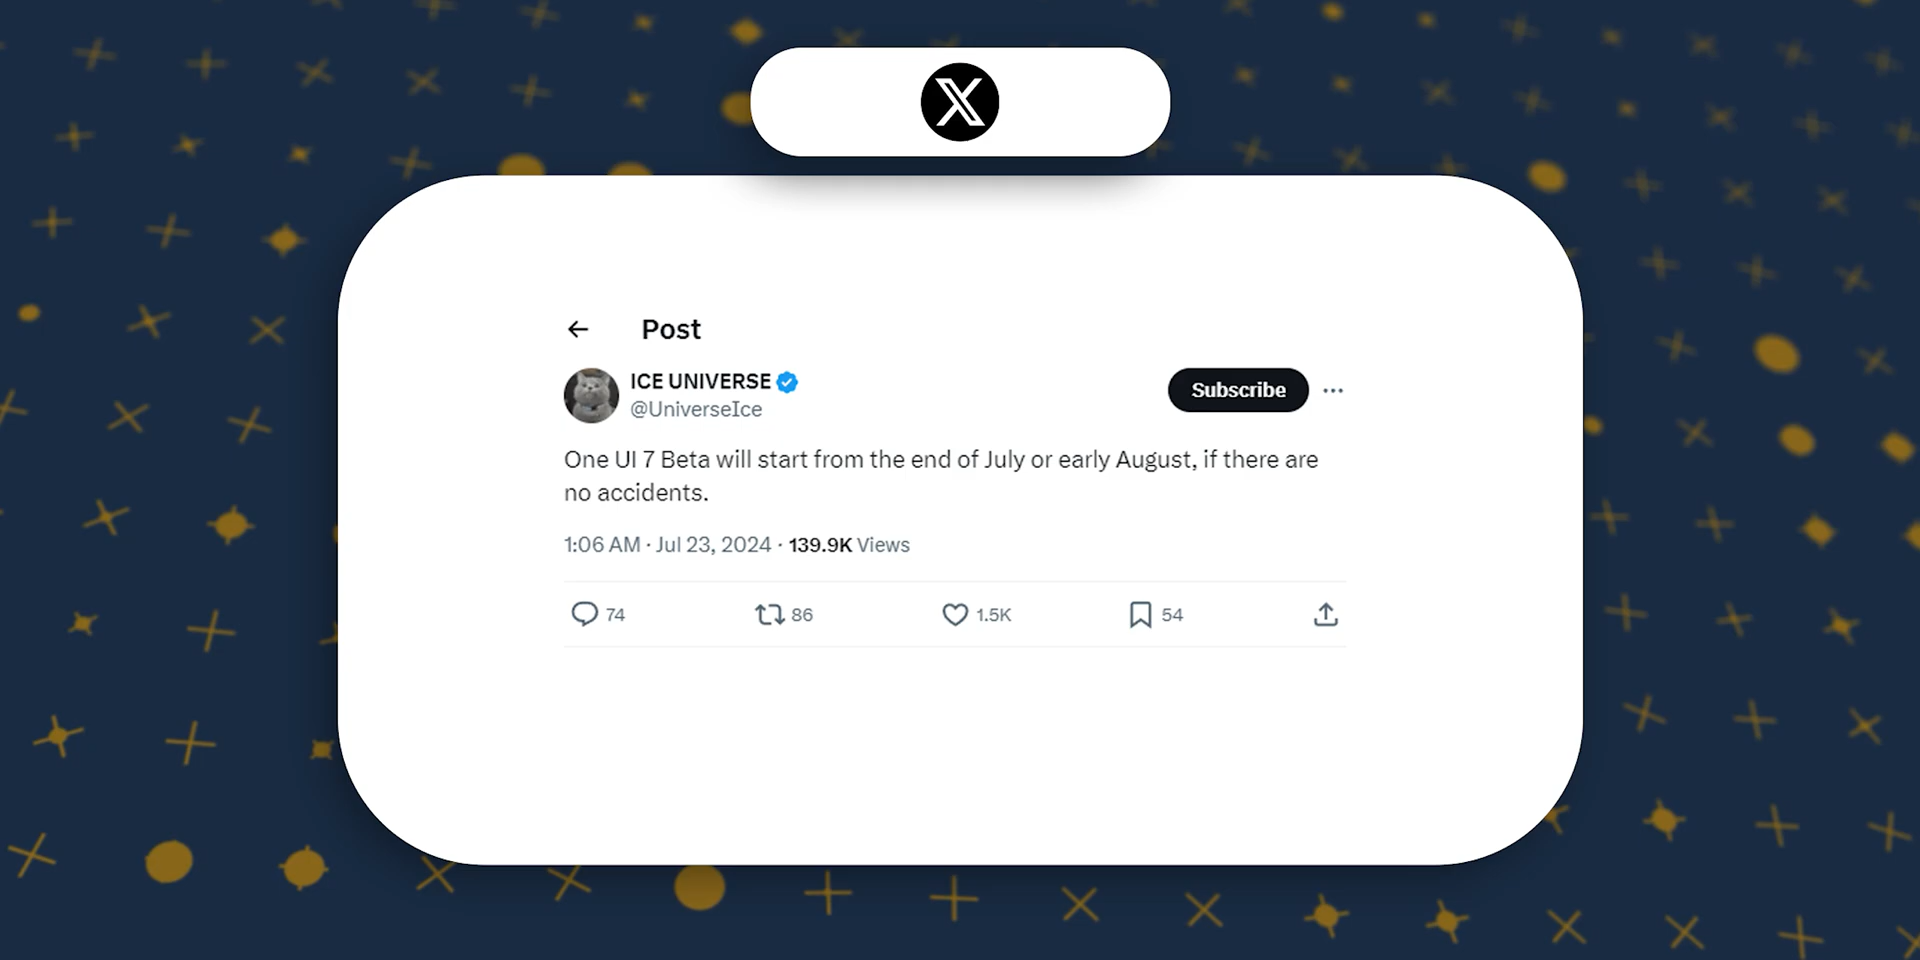 Post
ICE UNIVERSE
@UniverseIce
Subscribe
One UI 7 Beta will start from the end of July or early August, if there are
no accidents.
1:06 AM · Jul 23, 2024 · 139.9K Views
74 86 1.5K 54